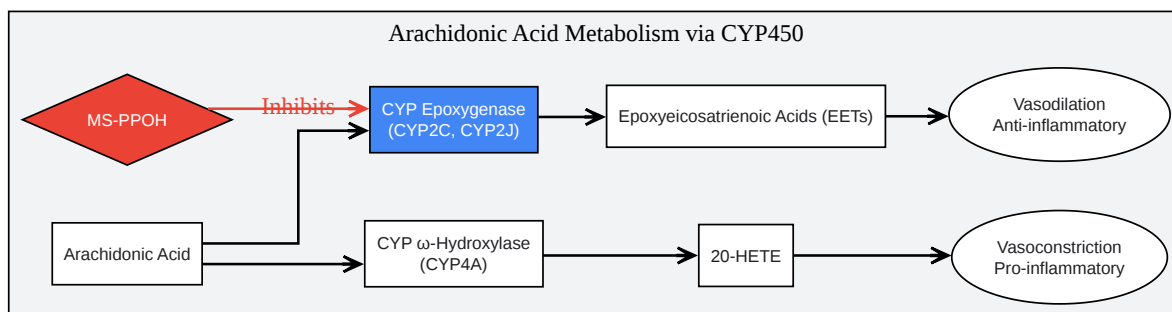 Arachidonic Acid Metabolism via CYP450
MS-PPOH
Inhibits
CYP Epoxygenase
(CYP2C, CYP2J)
Epoxyeicosatrienoic Acids (EETs)
Vasodilation
Anti-inflammatory
Arachidonic Acid
CYP ω-Hydroxylase
(CYP4A)
20-HETE
Vasoconstriction
Pro-inflammatory